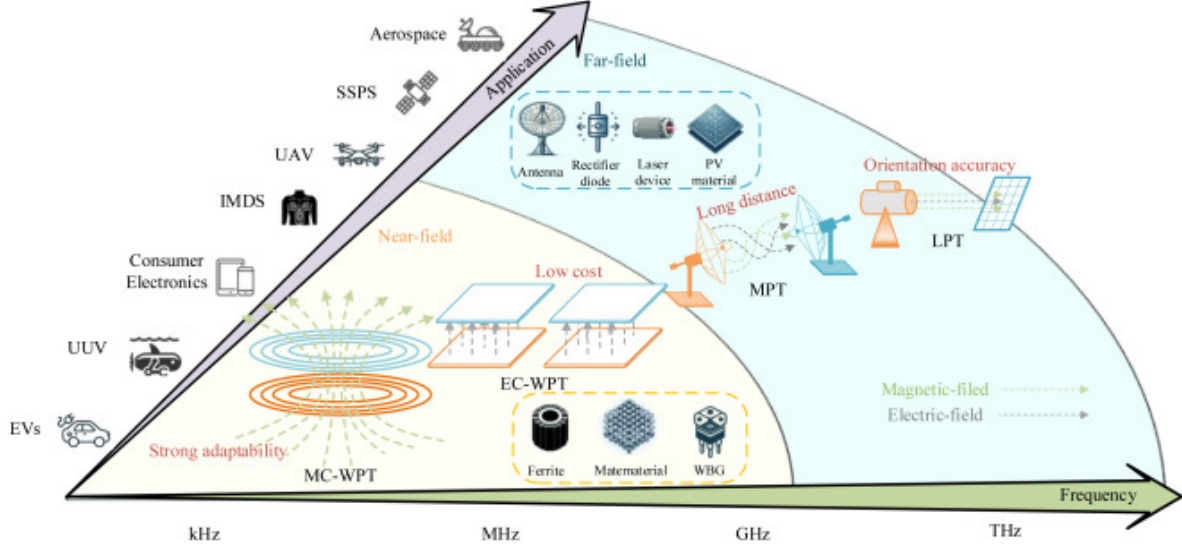 Aerospace
SSPS
UAV
IMDS
Consumer
Electronics
UUV
EVs
Application
Far-field
Antenna
Rectifier
diode
Laser
device
PV
material
Orientation accuracy
Long distance
LPT
MPT
Near-field
Low cost
EC-WPT
Strong adaptability
MC-WPT
Ferrite
Matematerial
WBG
Magnetic-filed
Electric-field
Frequency
kHz
MHz
GHz
THz